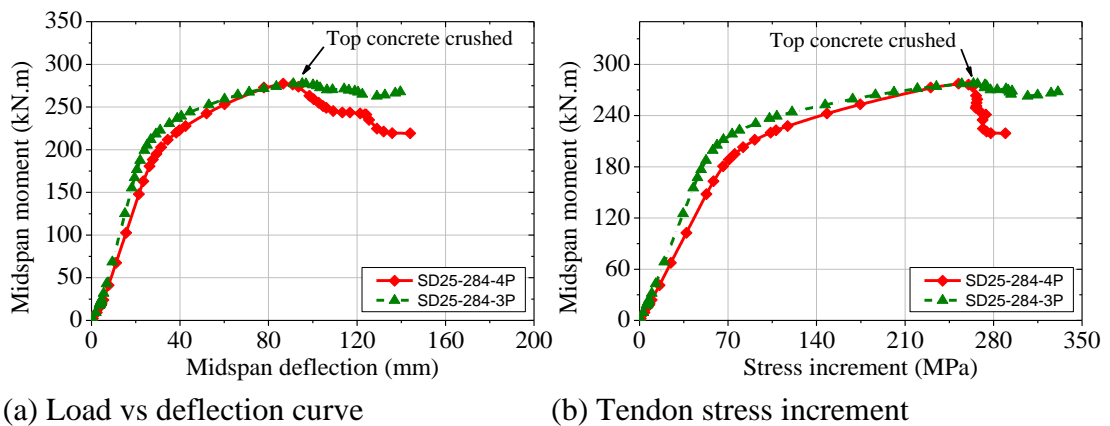 Top concrete crushed
Midspan moment (kN.m)
350
300
250
200
150
100
50
0
0 40 80 120 160 200
Midspan deflection (mm)
SD25-284-4P
SD25-284-3P
(a) Load vs deflection curve
Top concrete crushed
Midspan moment (kN.m)
360
300
240
180
120
60
0
0 70 140 210 280 350
Stress increment (MPa)
SD25-284-4P
SD25-284-3P
(b) Tendon stress increment